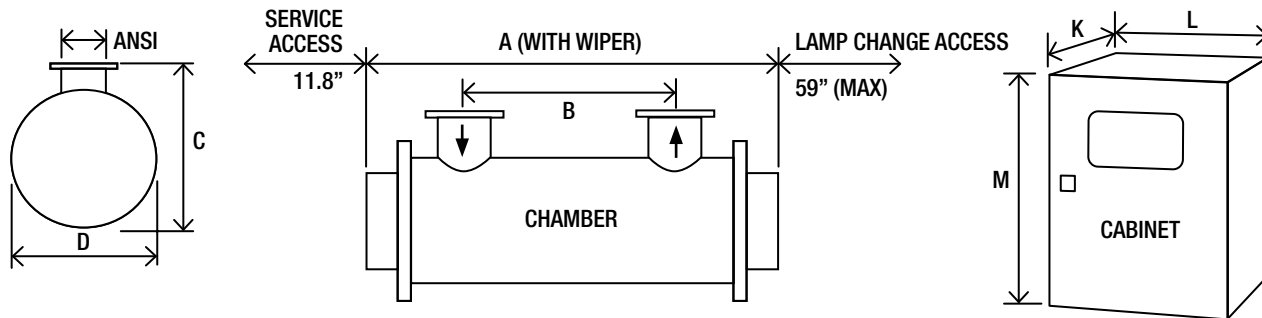 ANSI
C
D
SERVICE
ACCESS
11.8”
A (WITH WIPER)
B
LAMP CHANGE ACCESS
59” (MAX)
CHAMBER
K
L
M
CABINET